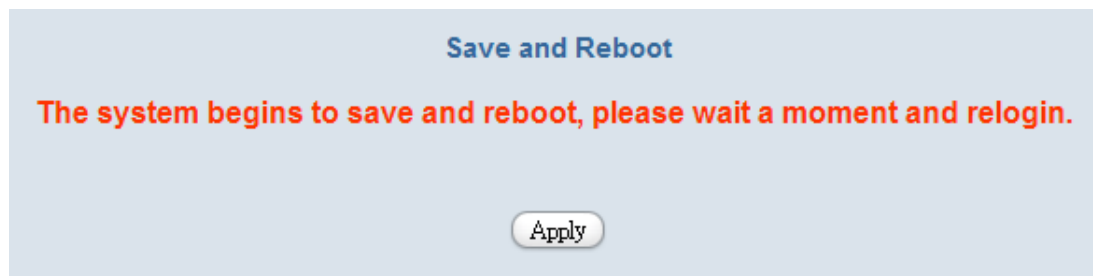 Save and Reboot
The system begins to save and reboot, please wait a moment and relogin.
Apply